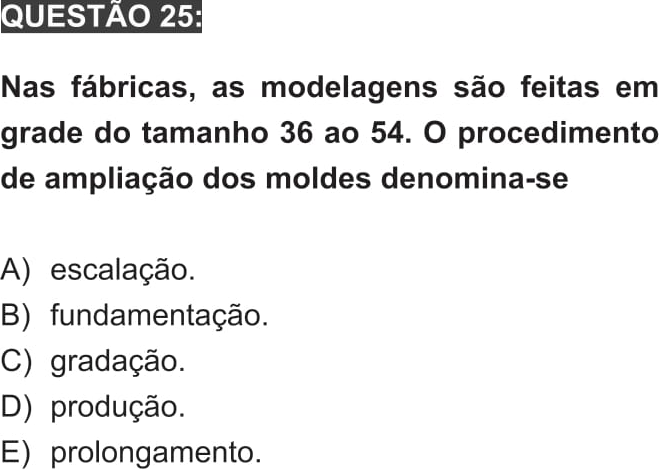 QUESTÃO 25:
Nas fábricas, as modelagens são feitas em
grade do tamanho 36 ao 54. O procedimento
de ampliação dos moldes denomina-se
A) escalação.
B) fundamentação.
C) gradação.
D) produção.
E) prolongamento.